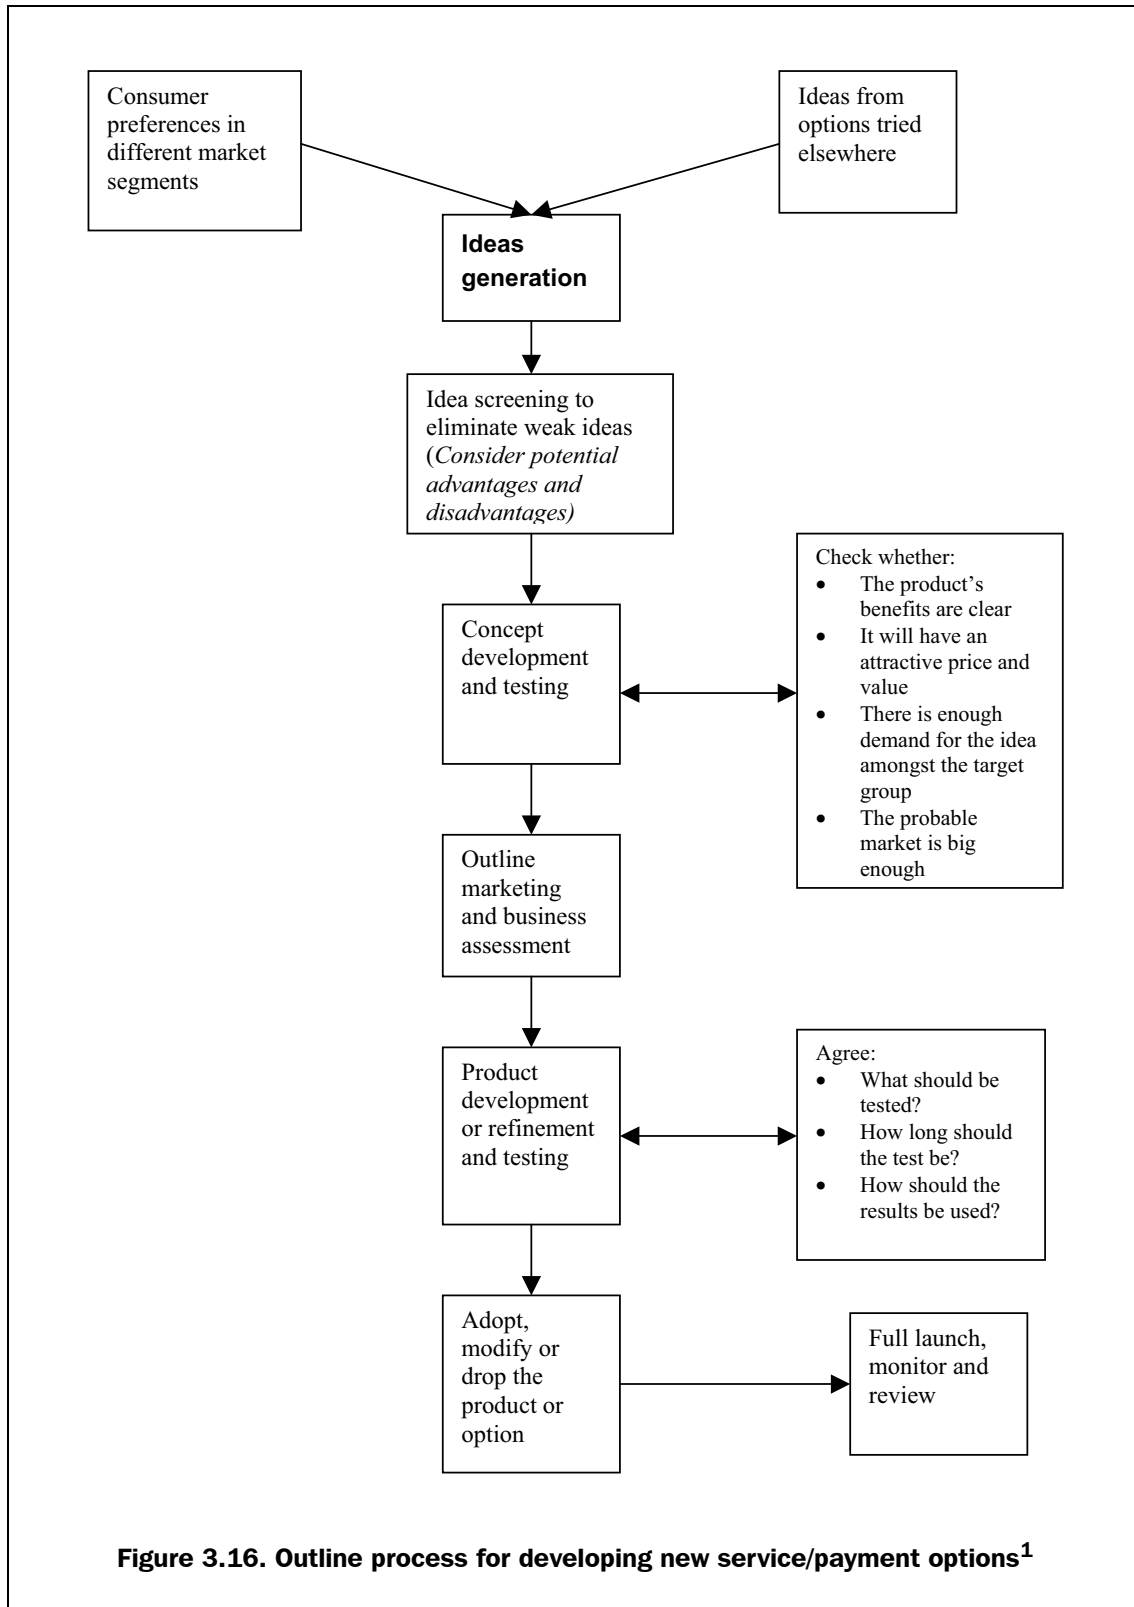 Consumer
preferences in
different market
segments
Ideas from
options tried
elsewhere
Ideas
generation
Idea screening to
eliminate weak ideas
(Consider potential
advantages and
disadvantages)
Concept
development
and testing
Check whether:
• The product’s
benefits are clear
• It will have an
attractive price and
value
• There is enough
demand for the idea
amongst the target
group
• The probable
market is big
enough
Outline
marketing
and business
assessment
Product
development
or refinement
and testing
Agree:
• What should be
tested?
• How long should
the test be?
• How should the
results be used?
Adopt,
modify or
drop the
product or
option
Full launch,
monitor and
review
Figure 3.16. Outline process for developing new service/payment options1